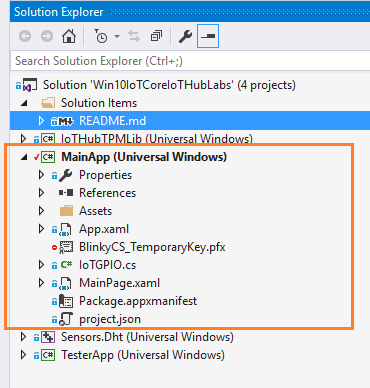 Solution Explorer
Search Solution Explorer (Ctrl+;)
Solution 'Win10IoTCoreIoTHubLabs' (4 projects)
Solution Items
README.md
C# IoTHubTPMLib (Universal Windows)
C# MainApp (Universal Windows)
Properties
References
Assets
App.xaml
BlinkyCS_TemporaryKey.pfx
C# IoTGPIO.cs
MainPage.xaml
Package.appxmanifest
project.json
Sensors.Dht (Universal Windows)
C# TesterApp (Universal Windows)